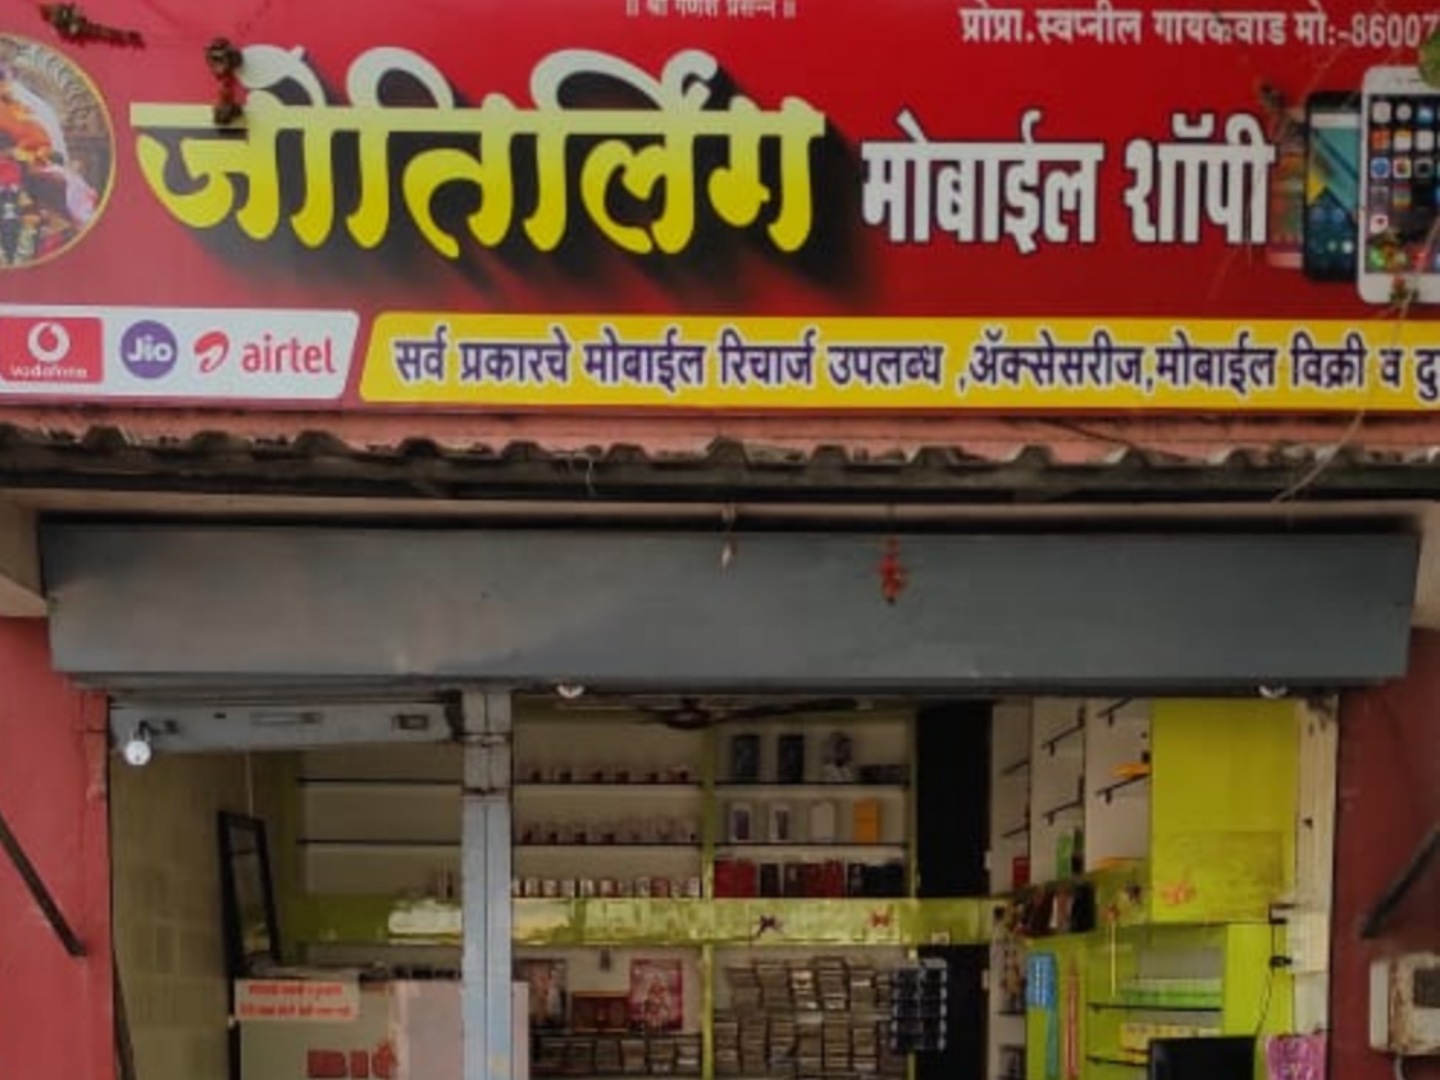 ॥ श्री गणेश प्रसन्न ॥
प्रोप्रा.स्वप्नील गायकवाड मो:-86007
जोतिर्लिंग मोबाईल शॉपी
vodafone Jio airtel
सर्व प्रकारचे मोबाईल रिचार्ज उपलब्ध ,ॲक्सेसरीज,मोबाईल विक्री व दु